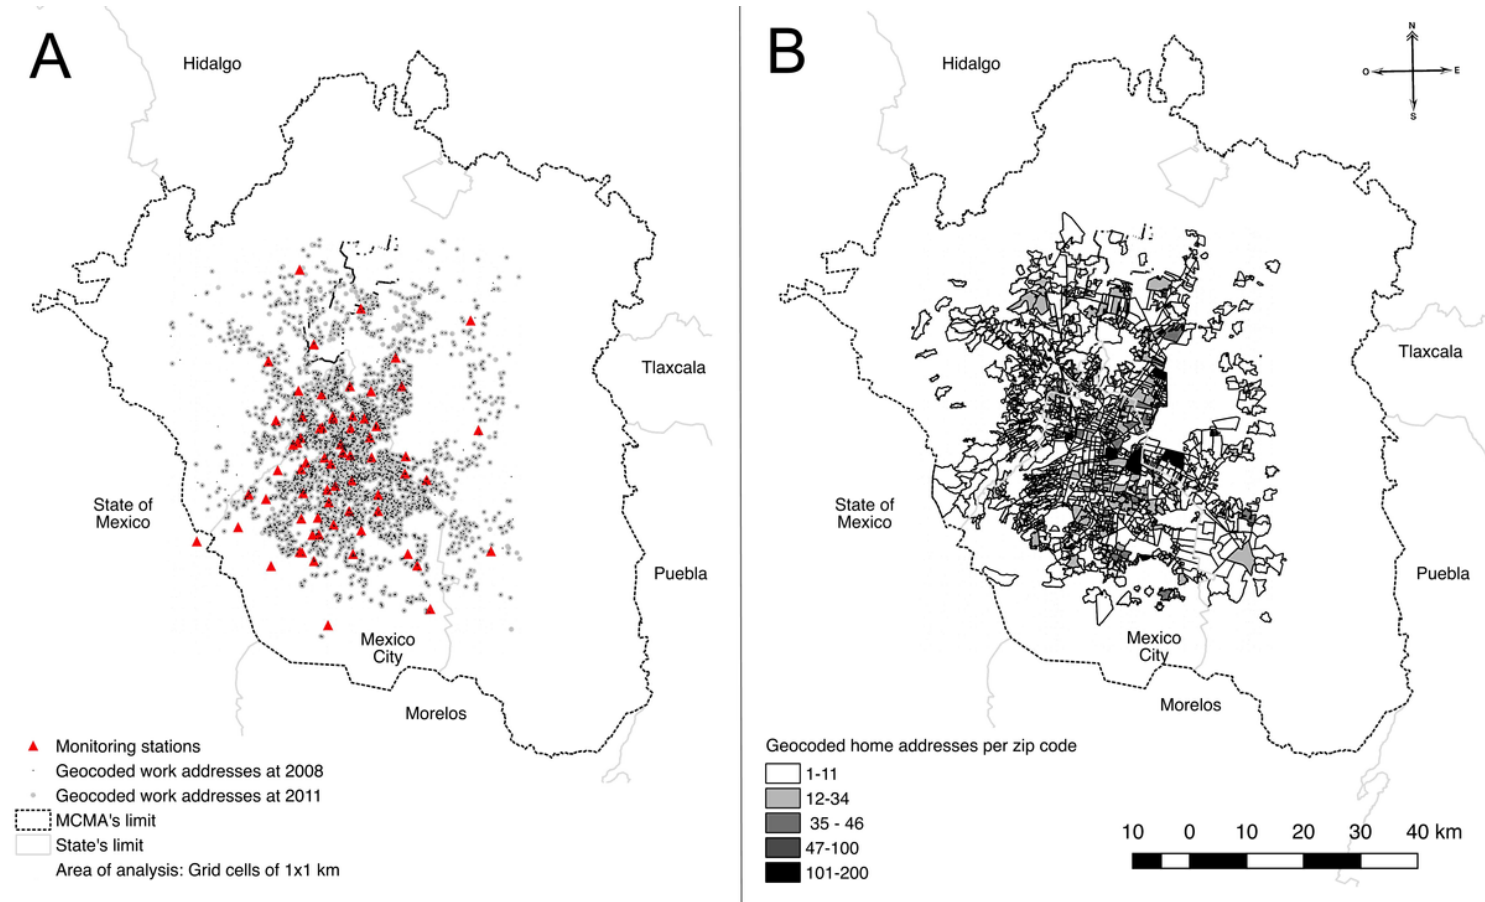 A
Hidalgo
Tlaxcala
State of
Mexico
Puebla
Mexico
City
Morelos
Monitoring stations
Geocoded work addresses at 2008
Geocoded work addresses at 2011
MCMA's limit
State's limit
Area of analysis: Grid cells of 1x1 km
B
Hidalgo
N
O
E
S
Tlaxcala
State of
Mexico
Puebla
Mexico
City
Morelos
Geocoded home addresses per zip code
1-11
12-34
35 - 46
47-100
101-200
10 0 10 20 30 40 km